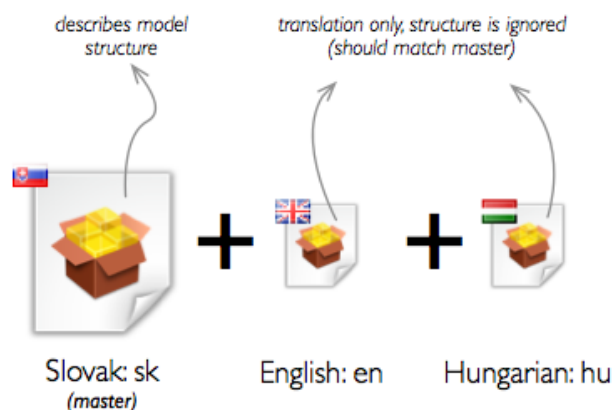 describes model
structure
translation only, structure is ignored
(should match master)
Slovak: sk
(master)
English: en
Hungarian: hu